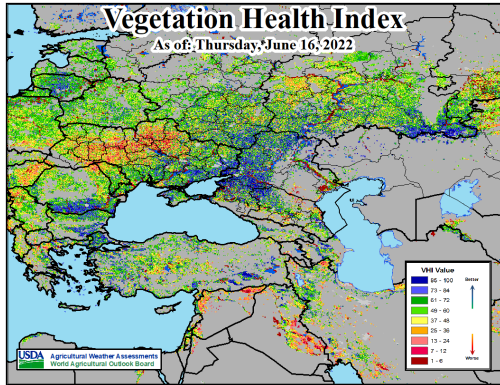 Vegetation Health Index
As of: Thursday, June 16, 2022
VHI Value
85 - 100
73 - 84
61 - 72
49 - 60
37 - 48
25 - 36
13 - 24
7 - 12
1 - 6
Better
Worse
USDA
Agricultural Weather Assessments
World Agricultural Outlook Board